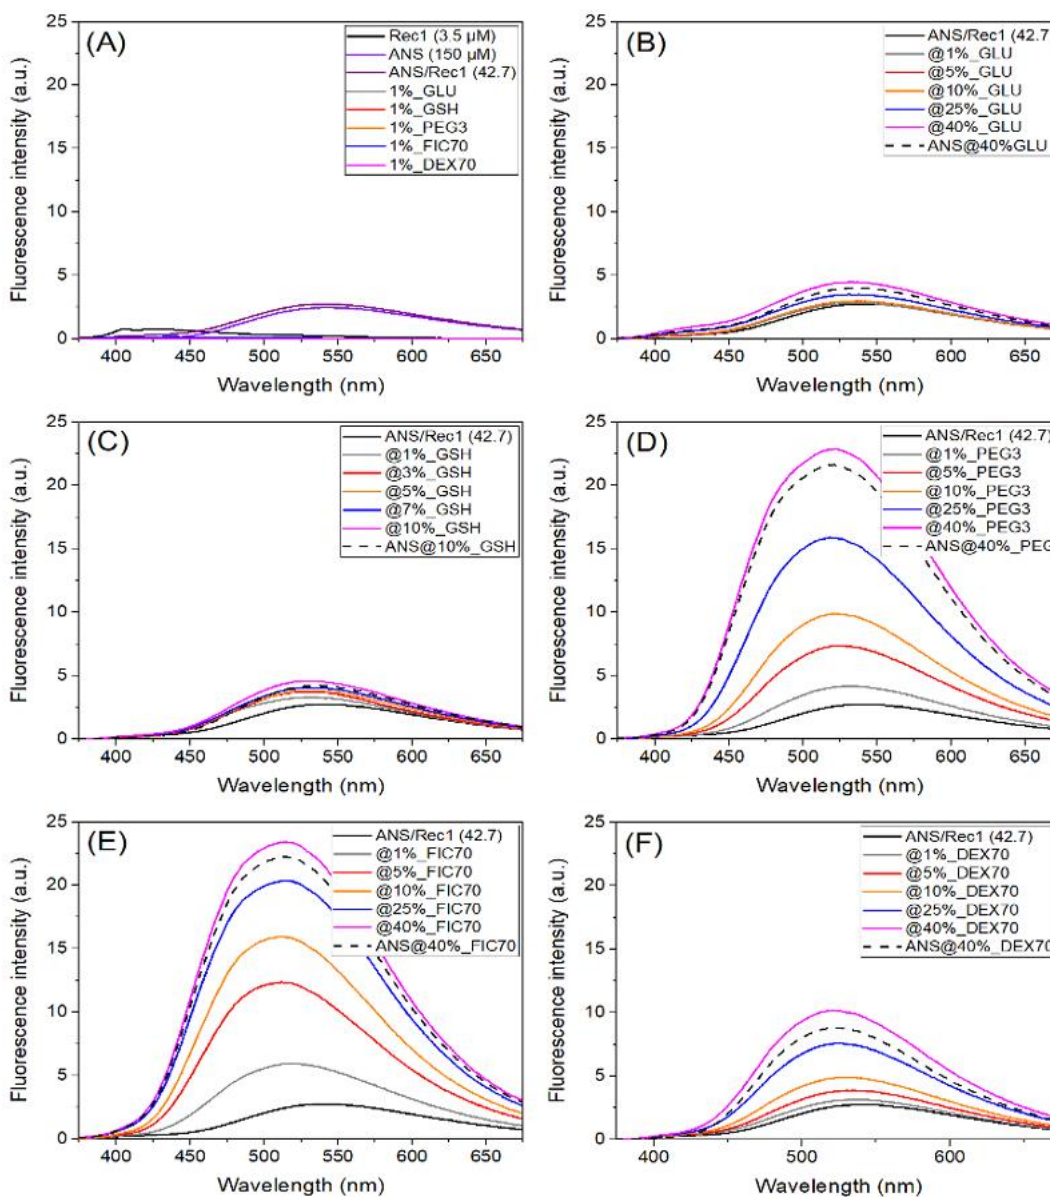 (A)
Rec1 (3.5 µM)
ANS (150 µM)
ANS/Rec1 (42.7)
1%_GLU
1%_GSH
1%_PEG3
1%_FIC70
1%_DEX70
25
20
15
10
5
0
400 450 500 550 600 650
Fluorescence intensity (a.u.)
Wavelength (nm)
(B)
ANS/Rec1 (42.7
@1%_GLU
@5%_GLU
@10%_GLU
@25%_GLU
@40%_GLU
ANS@40%GLU
25
20
15
10
5
0
400 450 500 550 600 650
Fluorescence intensity (a.u.)
Wavelength (nm)
(C)
ANS/Rec1 (42.7)
@1%_GSH
@3%_GSH
@5%_GSH
@7%_GSH
@10%_GSH
ANS@10%_GSH
25
20
15
10
5
0
400 450 500 550 600 650
Fluorescence intensity (a.u.)
Wavelength (nm)
(D)
ANS/Rec1 (42.7)
@1%_PEG3
@5%_PEG3
@10%_PEG3
@25%_PEG3
@40%_PEG3
ANS@40%_PEG
25
20
15
10
5
0
400 450 500 550 600 650
Fluorescence intensity (a.u.)
Wavelength (nm)
(E)
ANS/Rec1 (42.7)
@1%_FIC70
@5%_FIC70
@10%_FIC70
@25%_FIC70
@40%_FIC70
ANS@40%_FIC70
25
20
15
10
5
0
400 450 500 550 600 650
Fluorescence intensity (a.u.)
Wavelength (nm)
(F)
ANS/Rec1 (42.7)
@1%_DEX70
@5%_DEX70
@10%_DEX70
@25%_DEX70
@40%_DEX70
ANS@40%_DEX70
25
20
15
10
5
0
400 500 600
Fluorescence intensity (a.u.)
Wavelength (nm)